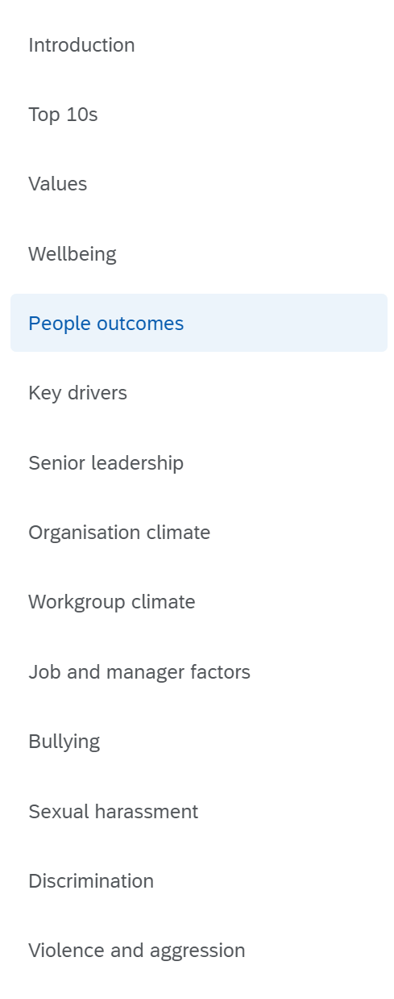 Introduction
Top 10s
Values
Wellbeing
People outcomes
Key drivers
Senior leadership
Organisation climate
Workgroup climate
Job and manager factors
Bullying
Sexual harassment
Discrimination
Violence and aggression